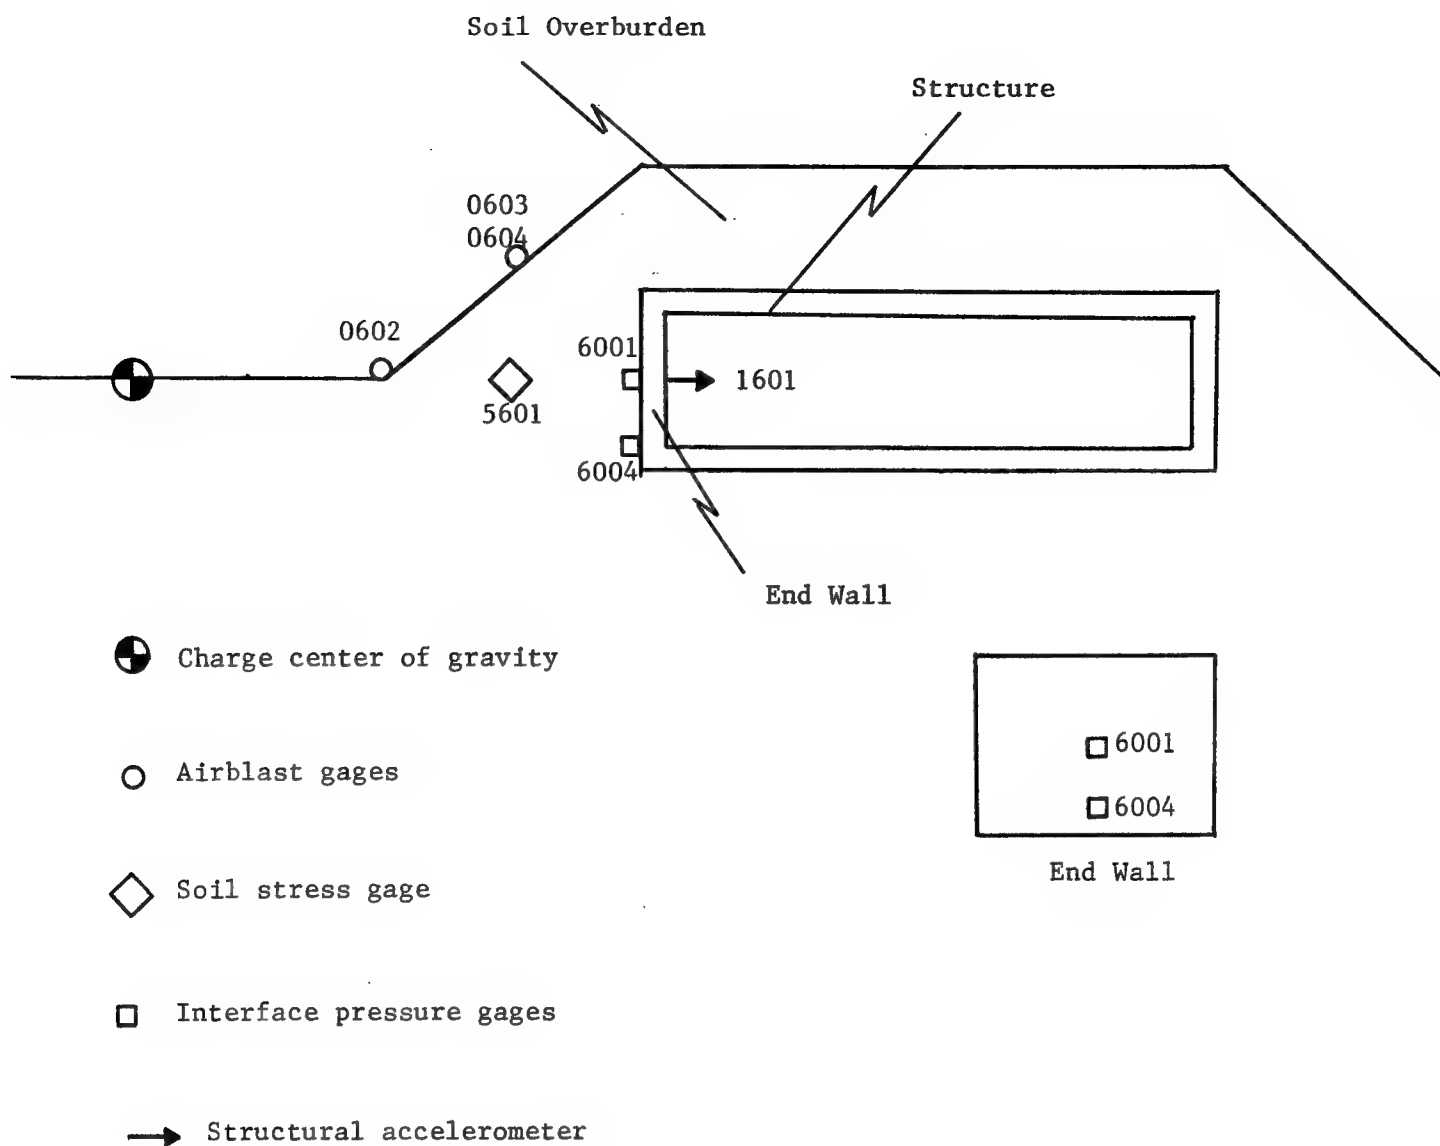 Soil Overburden
Structure
0603
0604
0602
6001
1601
5601
6004
End Wall
Charge center of gravity
6001
Airblast gages
6004
End Wall
Soil stress gage
Interface pressure gages
Structural accelerometer